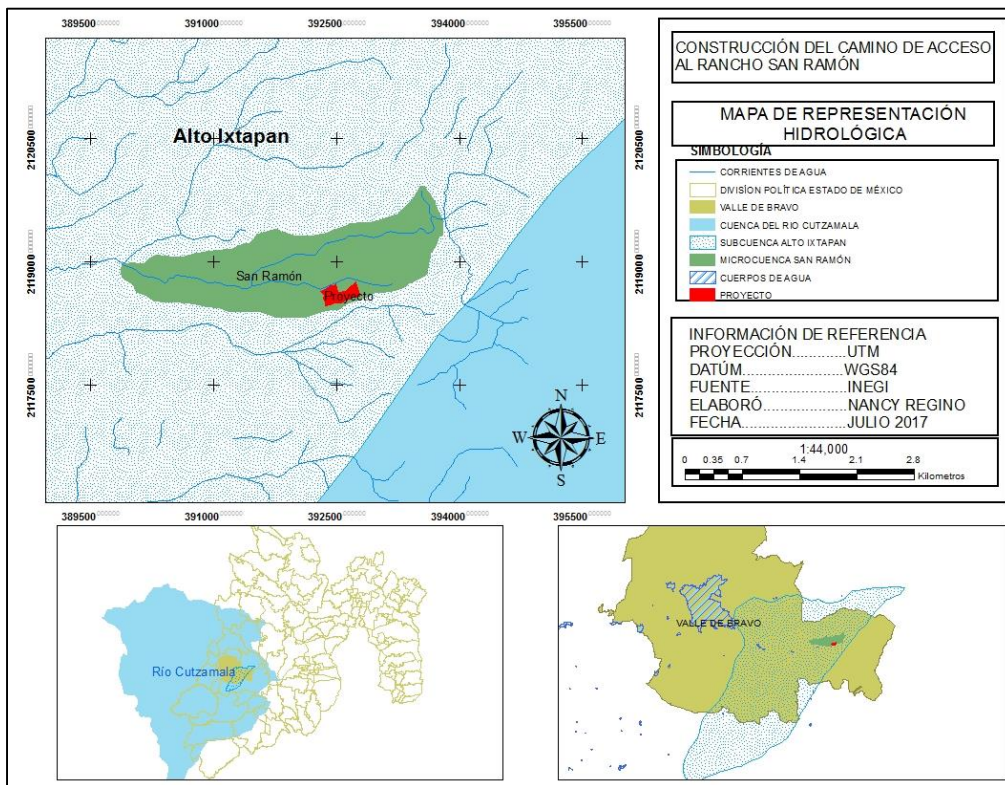 389500 391000 392500 394000 395500
CONSTRUCCIÓN DEL CAMINO DE ACCESO
AL RANCHO SAN RAMÓN
MAPA DE REPRESENTACIÓN
HIDROLÓGICA
SIMBOLOGÍA
CORRIENTES DE AGUA
DIVISÍON POLÍTICA ESTADO DE MÉXICO
VALLE DE BRAVO
CUENCA DEL RIO CUTZAMALA
SUBCUENCA ALTO IXTAPAN
MICROCUENCA SAN RAMÓN
CUERPOS DE AGUA
PROYECTO
Alto Ixtapan
2120500 2120500
San Ramón
2119000 2119000
Proyecto
2117500 2117500
N
W E
S
INFORMACIÓN DE REFERENCIA
PROYECCIÓN............UTM
DATÚM.......................WGS84
FUENTE.....................INEGI
ELABORÓ...................NANCY REGINO
FECHA........................JULIO 2017
1:44,000
0 0.35 0.7 1.4 2.1 2.8
Kilometros
389500 391000 392500 394000 395500
Río Cutzamala
VALLE DE BRAVO